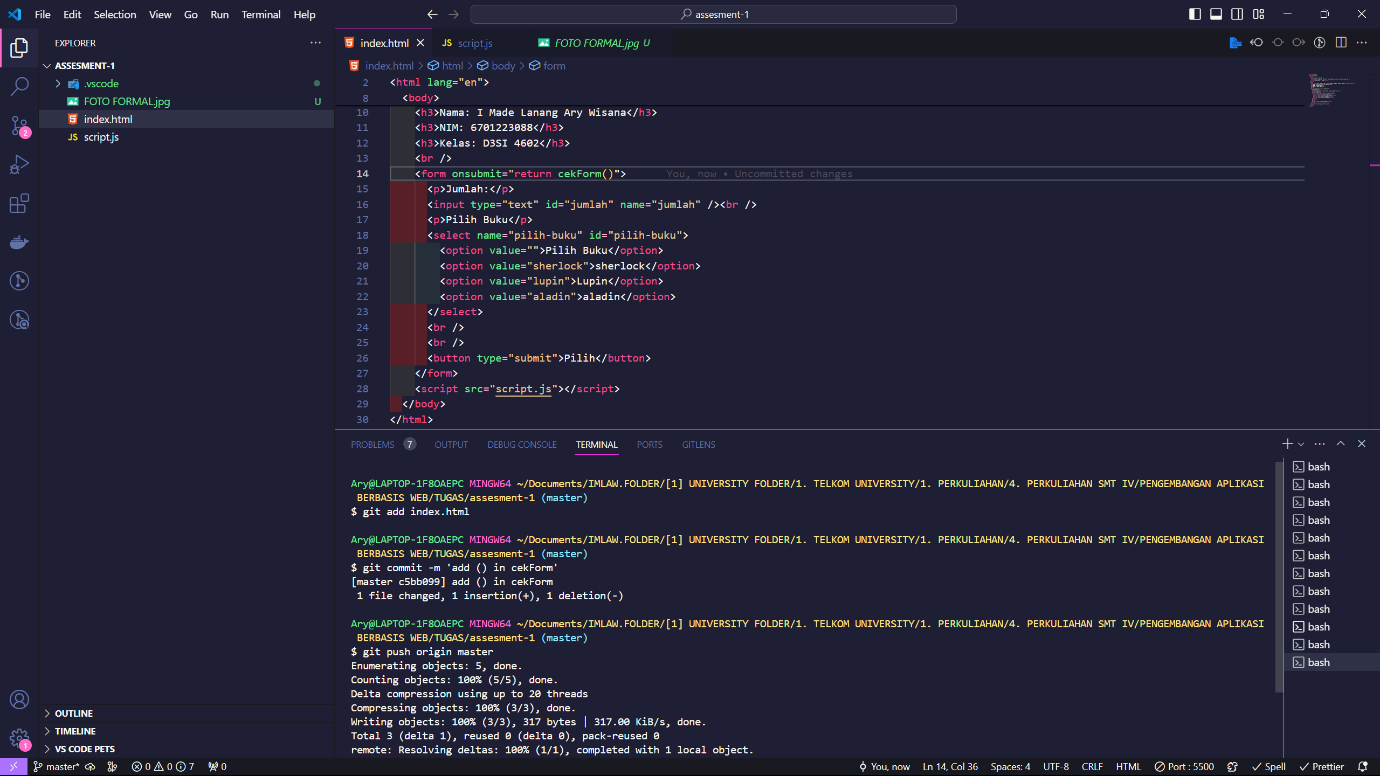 File Edit Selection View Go Run Terminal Help
assesment-1
EXPLORER
ASSESMENT-1
.vscode
FOTO FORMAL.jpg U
index.html
JS script.js
OUTLINE
TIMELINE
VS CODE PETS
index.html
JS script.js
FOTO FORMAL.jpg U
index.html > html > body > form
2 <html lang="en">
8 <body>
10 <h3>Nama: I Made Lanang Ary Wisana</h3>
11 <h3>NIM: 6701223088</h3>
12 <h3>Kelas: D3SI 4602</h3>
13 <br />
14 <form onsubmit="return cekForm()"> You, now • Uncommitted changes
15 <p>Jumlah:</p>
16 <input type="text" id="jumlah" name="jumlah" /><br />
17 <p>Pilih Buku</p>
18 <select name="pilih-buku" id="pilih-buku">
19 <option value="">Pilih Buku</option>
20 <option value="sherlock">sherlock</option>
21 <option value="lupin">Lupin</option>
22 <option value="aladin">aladin</option>
23 </select>
24 <br />
25 <br />
26 <button type="submit">Pilih</button>
27 </form>
28 <script src="script.js"></script>
29 </body>
30 </html>
PROBLEMS 7 OUTPUT DEBUG CONSOLE TERMINAL PORTS GITLENS
Ary@LAPTOP-1F8OAEPC MINGW64 ~/Documents/IMLAW.FOLDER/[1] UNIVERSITY FOLDER/1. TELKOM UNIVERSITY/1. PERKULIAHAN/4. PERKULIAHAN SMT IV/PENGEMBANGAN APLIKASI
BERBASIS WEB/TUGAS/assesment-1 (master)
$ git add index.html
Ary@LAPTOP-1F8OAEPC MINGW64 ~/Documents/IMLAW.FOLDER/[1] UNIVERSITY FOLDER/1. TELKOM UNIVERSITY/1. PERKULIAHAN/4. PERKULIAHAN SMT IV/PENGEMBANGAN APLIKASI
BERBASIS WEB/TUGAS/assesment-1 (master)
$ git commit -m 'add () in cekForm'
[master c5bb099] add () in cekForm
1 file changed, 1 insertion(+), 1 deletion(-)
Ary@LAPTOP-1F8OAEPC MINGW64 ~/Documents/IMLAW.FOLDER/[1] UNIVERSITY FOLDER/1. TELKOM UNIVERSITY/1. PERKULIAHAN/4. PERKULIAHAN SMT IV/PENGEMBANGAN APLIKASI
BERBASIS WEB/TUGAS/assesment-1 (master)
$ git push origin master
Enumerating objects: 5, done.
Counting objects: 100% (5/5), done.
Delta compression using up to 20 threads
Compressing objects: 100% (3/3), done.
Writing objects: 100% (3/3), 317 bytes | 317.00 KiB/s, done.
Total 3 (delta 1), reused 0 (delta 0), pack-reused 0
remote: Resolving deltas: 100% (1/1), completed with 1 local object.
bash
bash
bash
bash
bash
bash
bash
bash
bash
bash
bash
bash
2
1
master* 0 0 7 0 You, now Ln 14, Col 36 Spaces: 4 UTF-8 CRLF HTML Port : 5500 Spell Prettier